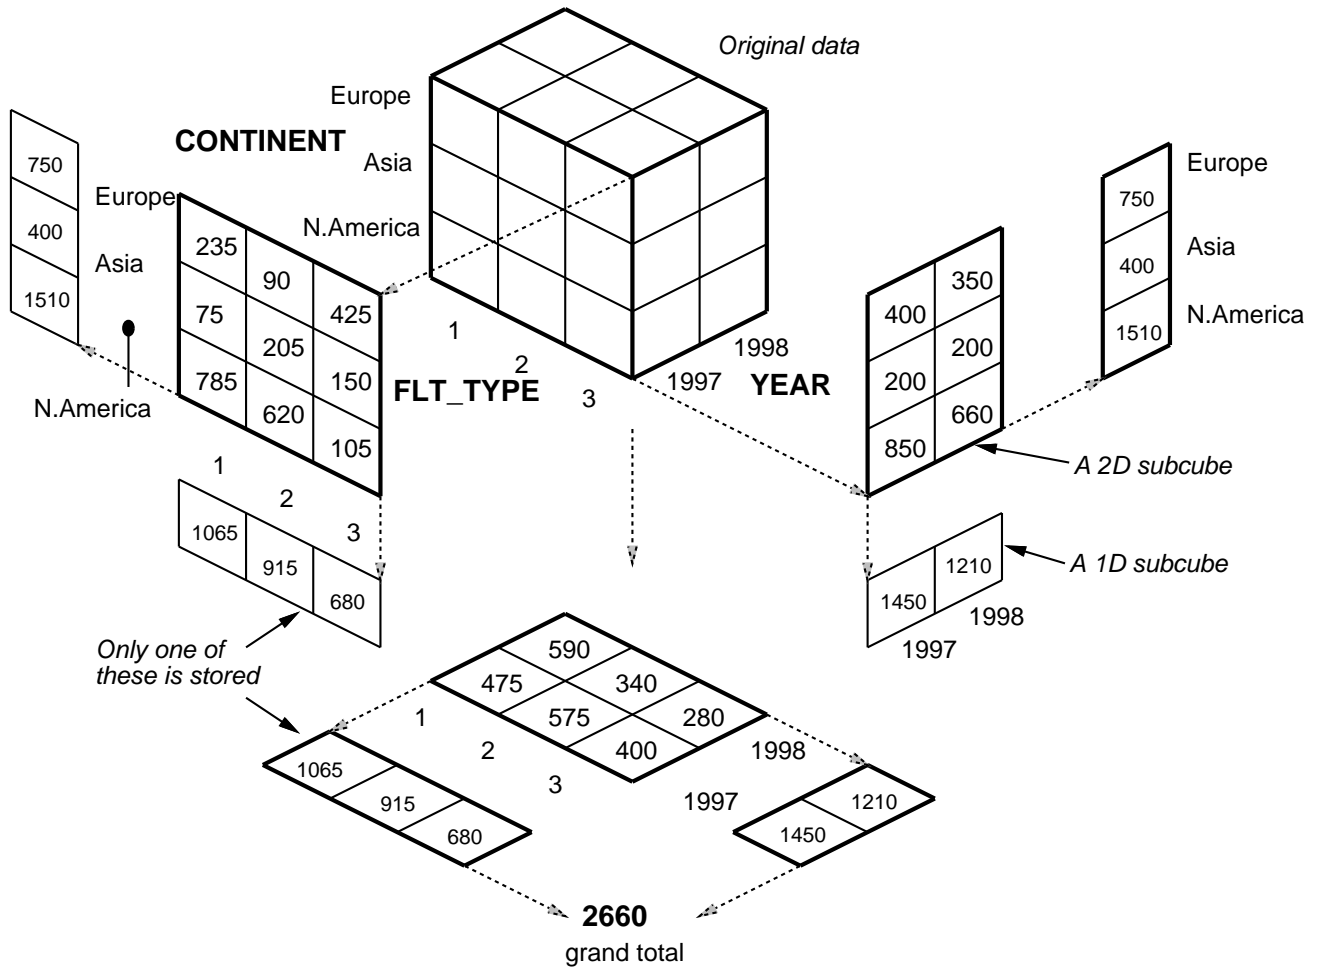 Original data
Europe
CONTINENT
Asia
N.America
750
400
1510
Europe
Asia
N.America
235
90
425
75
205
150
785
620
105
1
2
3
FLT_TYPE
1998
1997
YEAR
350
400
200
200
660
850
750
400
1510
Europe
Asia
N.America
A 2D subcube
1
2
3
1065
915
680
1210
1450
A 1D subcube
1998
1997
Only one of
these is stored
590
475
340
575
280
400
1
2
3
1998
1997
1065
915
680
1210
1450
2660
grand total